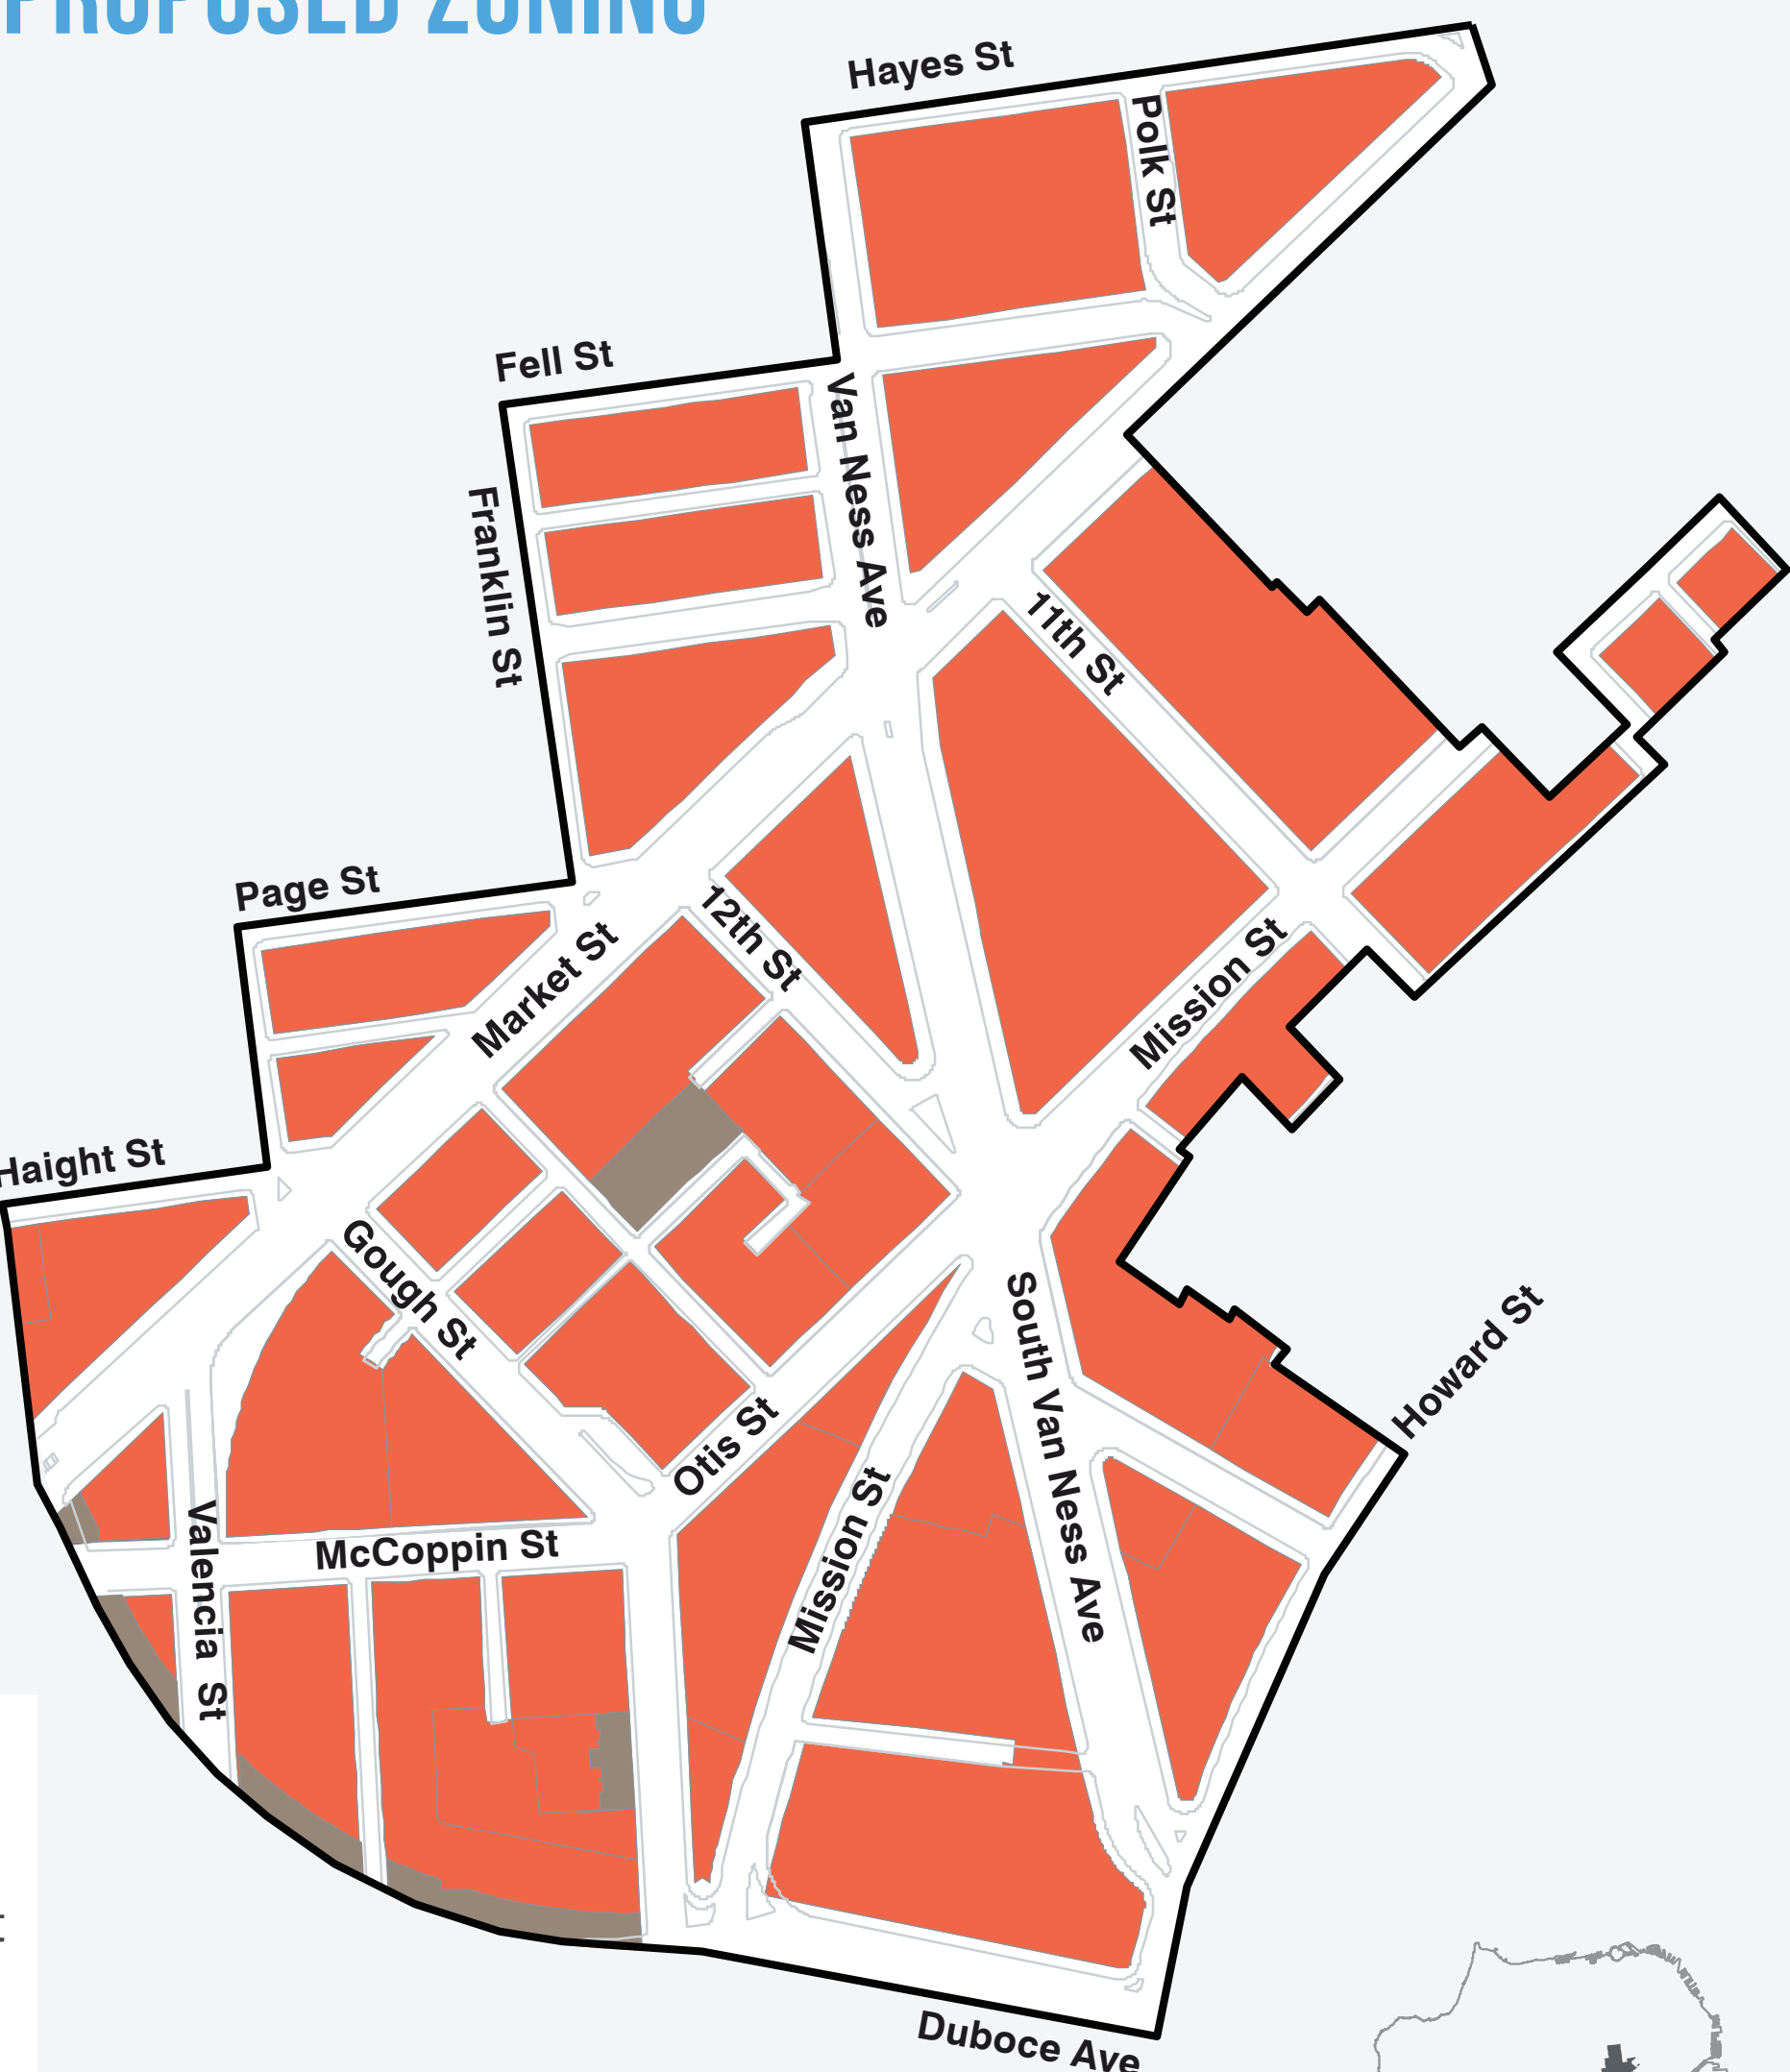 PROPOSED ZONING
Hayes St
Polk St
Fell St
Van Ness Ave
Franklin St
11th St
Page St
12th St
Market St
Mission St
Haight St
Gough St
South Van Ness Ave
Howard St
Otis St
Mission St
Valencia St
McCoppin St
Duboce Ave